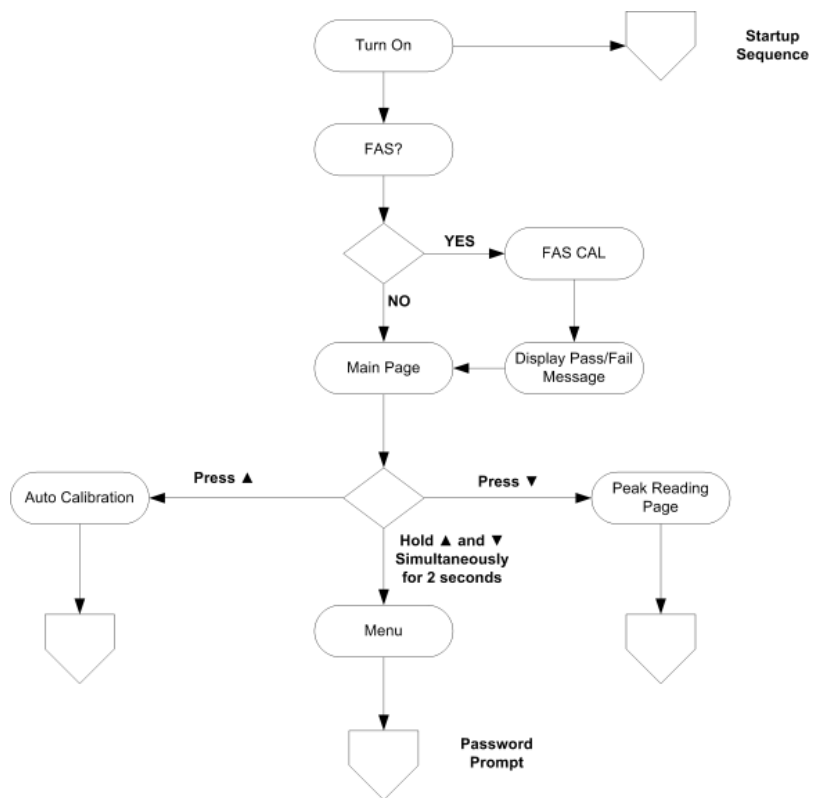 Turn On
Startup
Sequence
FAS?
YES
FAS CAL
NO
Main Page
Display Pass/Fail
Message
Press ▲
Press ▼
Auto Calibration
Peak Reading
Page
Hold ▲ and ▼
Simultaneously
for 2 seconds
Menu
Password
Prompt